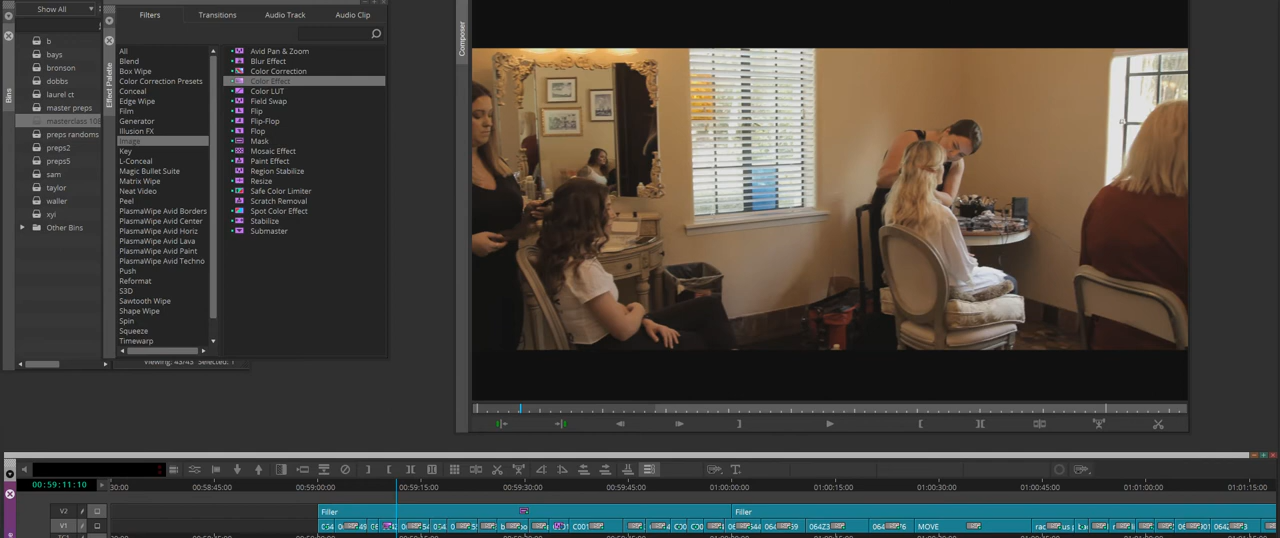 Show All
Filters
Transitions
Audio Track
Audio Clip
Bins
Effect Palette
Composer
b
bays
bronson
dobbs
laurel ct
master preps
masterclass 108
preps randoms
preps2
preps5
sam
taylor
waller
xyi
Other Bins
All
Blend
Box Wipe
Color Correction Presets
Conceal
Edge Wipe
Film
Generator
Illusion FX
Image
Key
L-Conceal
Magic Bullet Suite
Matrix Wipe
Neat Video
Peel
PlasmaWipe Avid Borders
PlasmaWipe Avid Center
PlasmaWipe Avid Horiz
PlasmaWipe Avid Lava
PlasmaWipe Avid Paint
PlasmaWipe Avid Techno
Push
Reformat
S3D
Sawtooth Wipe
Shape Wipe
Spin
Squeeze
Timewarp
Avid Pan & Zoom
Blur Effect
Color Correction
Color Effect
Color LUT
Field Swap
Flip
Flip-Flop
Flop
Mask
Mosaic Effect
Paint Effect
Region Stabilize
Resize
Safe Color Limiter
Scratch Removal
Spot Color Effect
Stabilize
Submaster
Viewing: 43/43 Selected: 1
00:59:11:10
:30:00 00:58:45:00 00:59:00:00 00:59:15:00 00:59:30:00 00:59:45:00 01:00:00:00 01:00:15:00 01:00:30:00 01:00:45:00 01:01:00:00 01:01:15:00
V2 Filler Filler
V1 C001 064Z3 MOVE